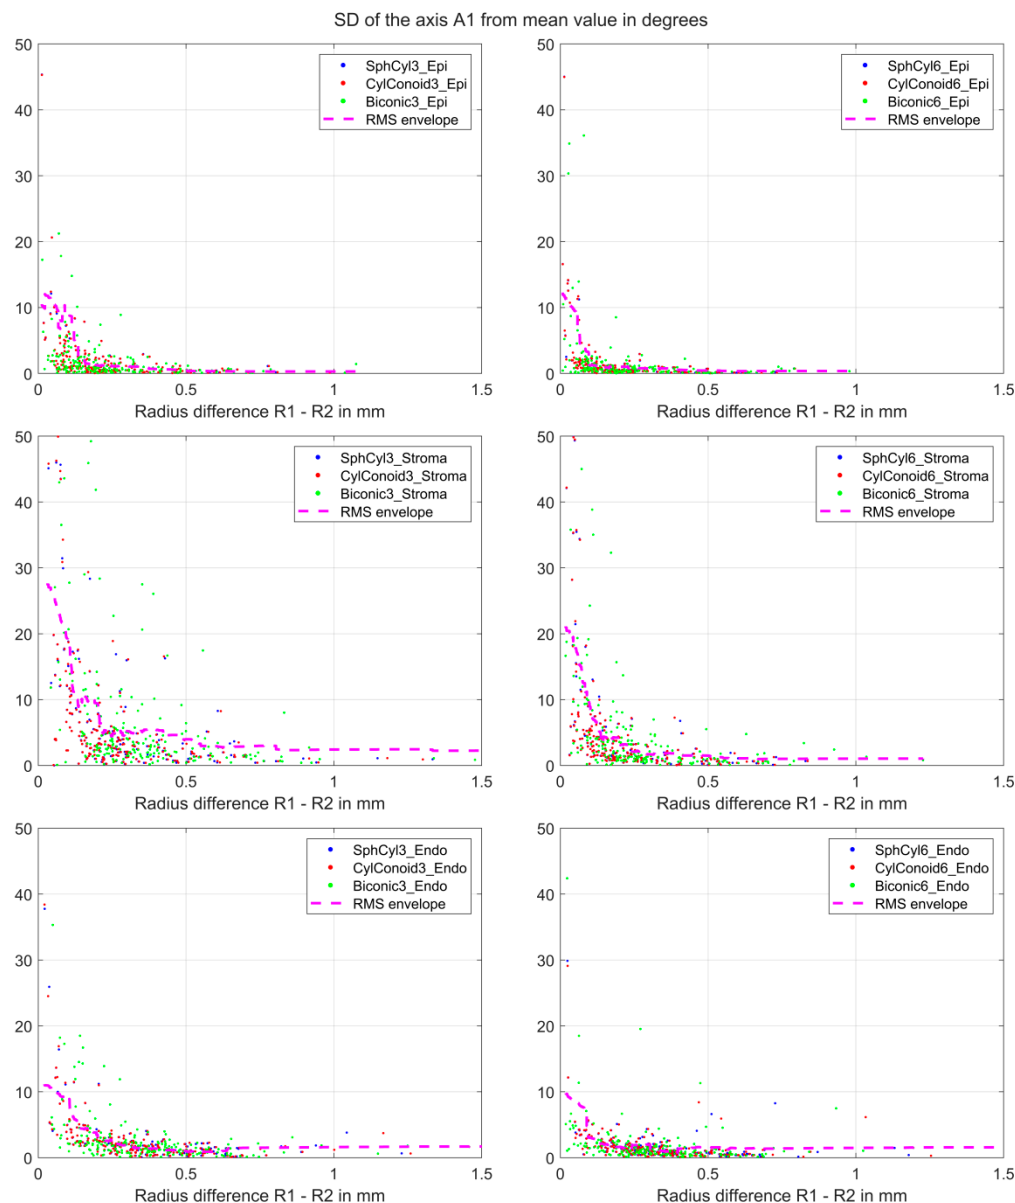 SD of the axis A1 from mean value in degrees
50
40
30
20
10
0
0
0.5
1
1.5
SphCyl3_Epi
CylConoid3_Epi
Biconic3_Epi
RMS envelope
Radius difference R1 - R2 in mm
50
40
30
20
10
0
0
0.5
1
1.5
SphCyl6_Epi
CylConoid6_Epi
Biconic6_Epi
RMS envelope
Radius difference R1 - R2 in mm
50
40
30
20
10
0
0
0.5
1
1.5
SphCyl3_Stroma
CylConoid3_Stroma
Biconic3_Stroma
RMS envelope
Radius difference R1 - R2 in mm
50
40
30
20
10
0
0
0.5
1
1.5
SphCyl6_Stroma
CylConoid6_Stroma
Biconic6_Stroma
RMS envelope
Radius difference R1 - R2 in mm
50
40
30
20
10
0
0
0.5
1
1.5
SphCyl3_Endo
CylConoid3_Endo
Biconic3_Endo
RMS envelope
Radius difference R1 - R2 in mm
50
40
30
20
10
0
0
0.5
1
1.5
SphCyl6_Endo
CylConoid6_Endo
Biconic6_Endo
RMS envelope
Radius difference R1 - R2 in mm